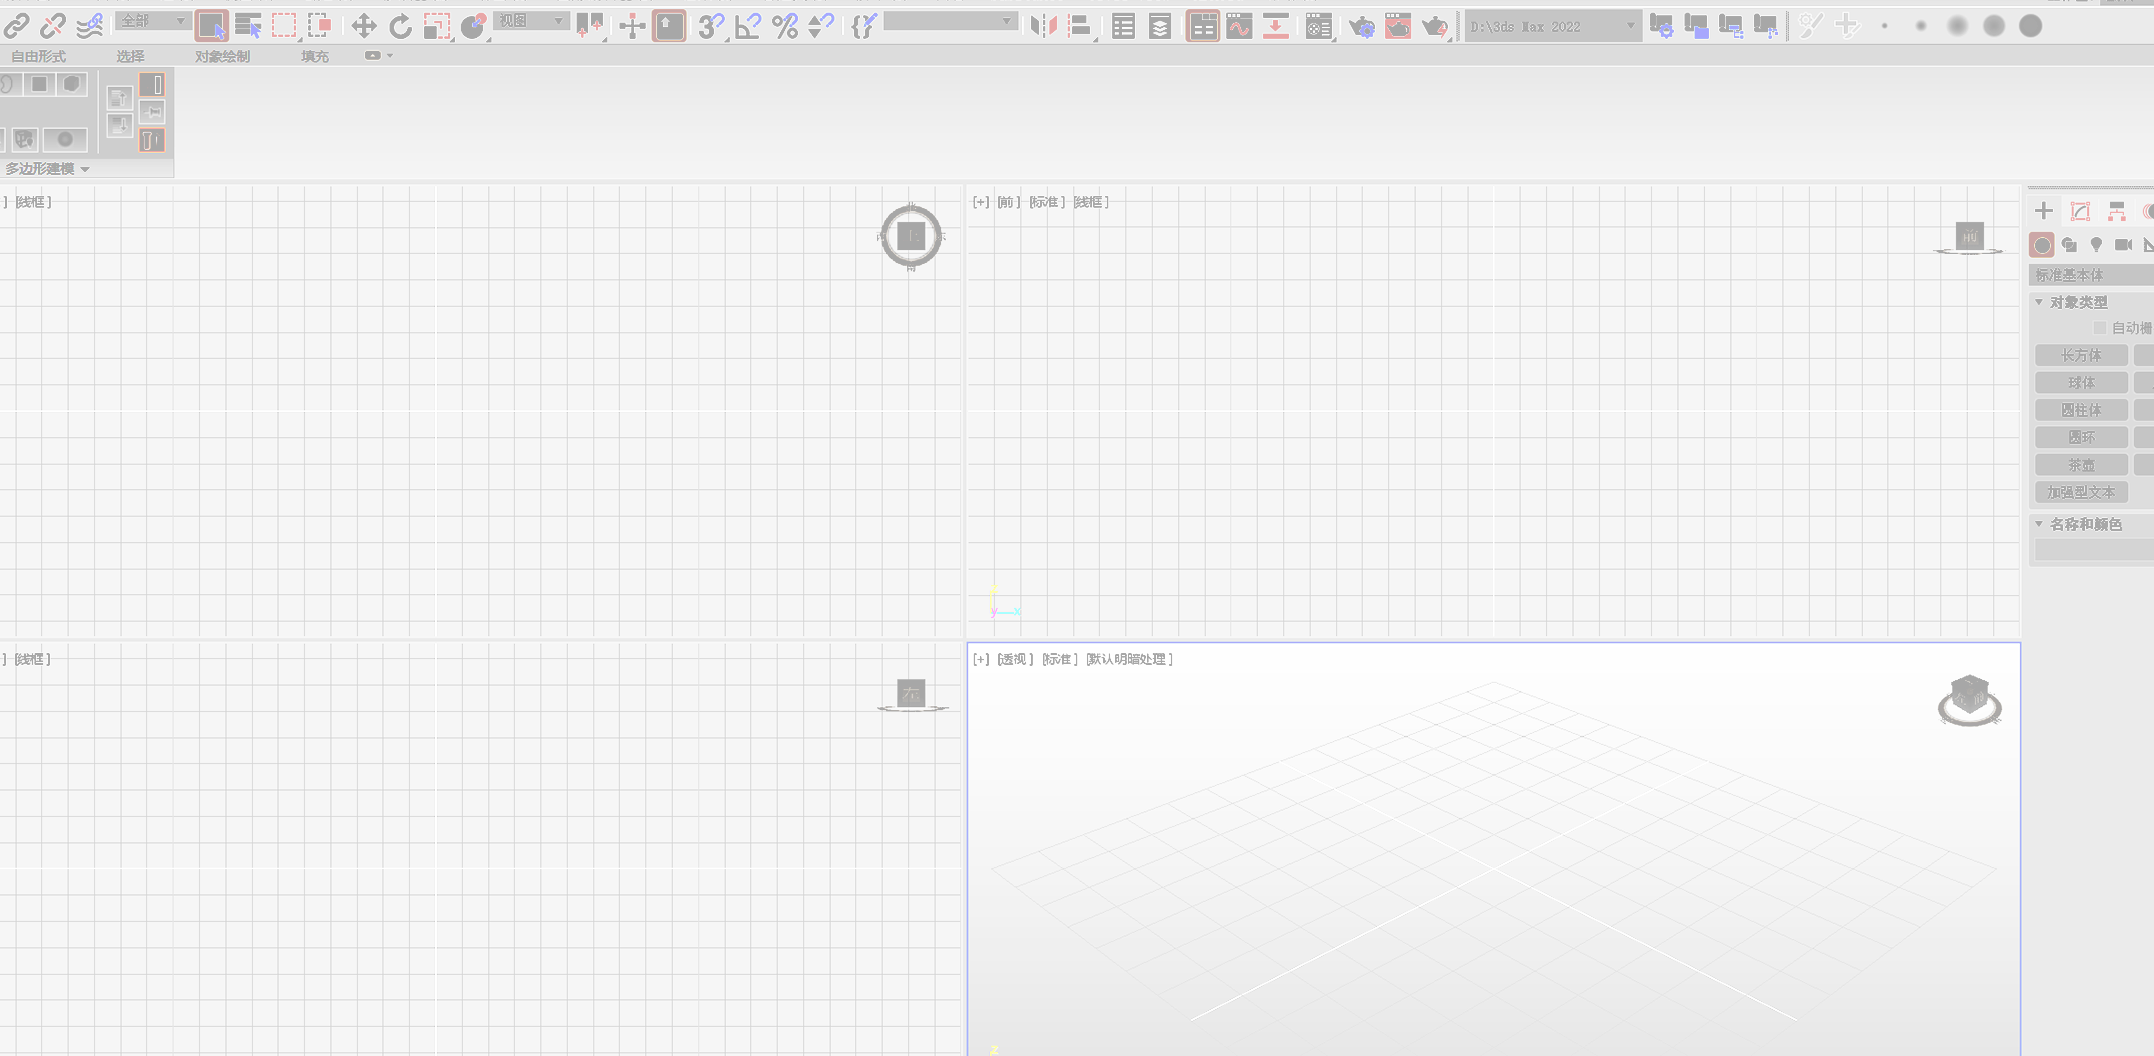 全部
视图
D:\3ds Max 2022
自由形式 选择 对象绘制 填充
多边形建模
] [线框]
上
[+] [前] [标准] [线框]
前
标准基本体
对象类型
自动栅
长方体
球体
圆柱体
圆环
茶壶
加强型文本
名称和颜色
y x
] [线框]
左
[+] [透视] [标准] [默认明暗处理]
z